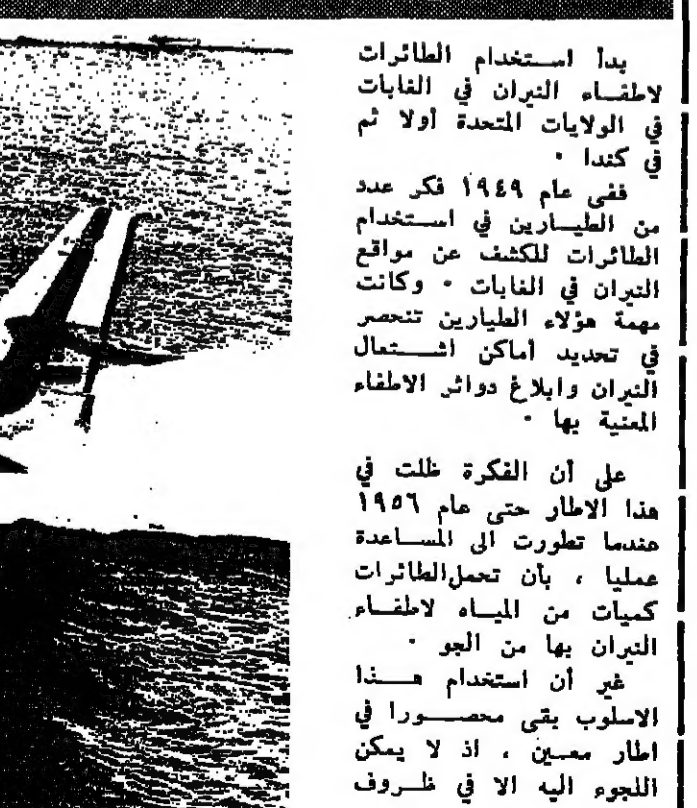 بدأ استخدام الطائرات
لاطفاء النيران في الغابات
في الولايات المتحدة أولا ثم
في كندا ٠
ففى عام ١٩٤٩ فكر عدد
من الطيارين في استخدام
الطائرات للكشف عن مواقع
النيران في الغابات ٠ وكانت
مهمة هؤلاء الطيارين تنحصر
في تحديد أماكن اشتعال
النيران وابلاغ دوائر الاطفاء
المعنية بها ٠
على أن الفكرة ظلت في
هذا الاطار حتى عام ١٩٥٦
عندما تطورت الى المساعدة
عمليا ، بأن تحمل الطائرات
كميات من المياه لاطفاء
النيران بها من الجو ٠
غير أن استخدام هذا
الاسلوب بقى محصورا في
اطار معين ، اذ لا يمكن
اللجوء اليه الا في ظروف